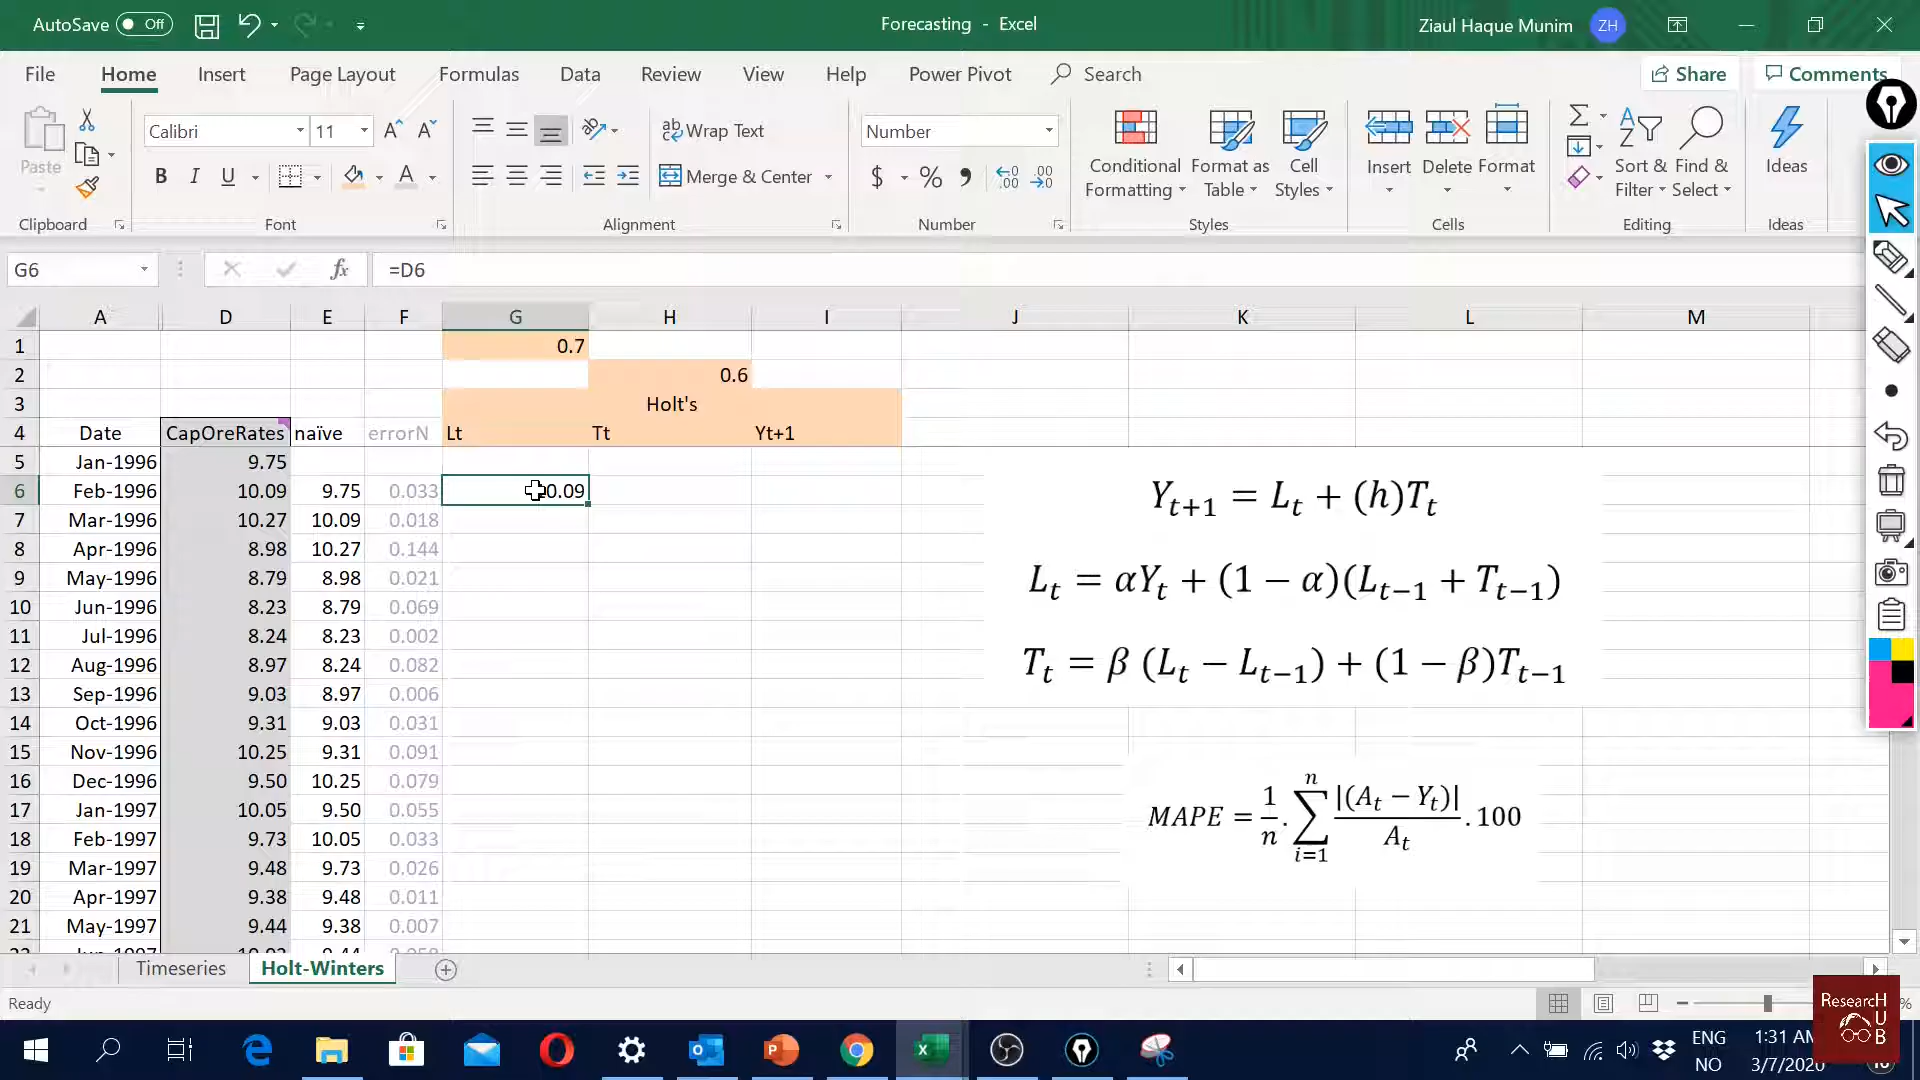 AutoSave Off Forecasting - Excel Ziaul Haque Munim ZH
File Home Insert Page Layout Formulas Data Review View Help Power Pivot Search Share Comments
Paste Calibri 11 Wrap Text Number Conditional Formatting Format as Table Cell Styles Insert Delete Format Sort & Filter Find & Select Ideas
B I U Merge & Center $ %
Clipboard Font Alignment Number Styles Cells Editing Ideas
G6 fx =D6
A D E F G H I J K L M
1 0.7
2 0.6
3 Holt's
4 Date CapOreRates naïve errorN Lt Tt Yt+1
5 Jan-1996 9.75
6 Feb-1996 10.09 9.75 0.033 0.09
7 Mar-1996 10.27 10.09 0.018
8 Apr-1996 8.98 10.27 0.144
9 May-1996 8.79 8.98 0.021
10 Jun-1996 8.23 8.79 0.069
11 Jul-1996 8.24 8.23 0.002
12 Aug-1996 8.97 8.24 0.082
13 Sep-1996 9.03 8.97 0.006
14 Oct-1996 9.31 9.03 0.031
15 Nov-1996 10.25 9.31 0.091
16 Dec-1996 9.50 10.25 0.079
17 Jan-1997 10.05 9.50 0.055
18 Feb-1997 9.73 10.05 0.033
19 Mar-1997 9.48 9.73 0.026
20 Apr-1997 9.38 9.48 0.011
21 May-1997 9.44 9.38 0.007
Y_{t+1} = L_t + (h)T_t
L_t = αY_t + (1 − α)(L_{t−1} + T_{t−1})
T_t = β (L_t − L_{t−1}) + (1 − β)T_{t−1}
MAPE = \frac{1}{n} . \sum_{i=1}^{n} \frac{|(A_t − Y_t)|}{A_t} . 100
Timeseries Holt-Winters
Ready
ResearcH
HUB
ENG 1:31 AM
NO 3/7/2020